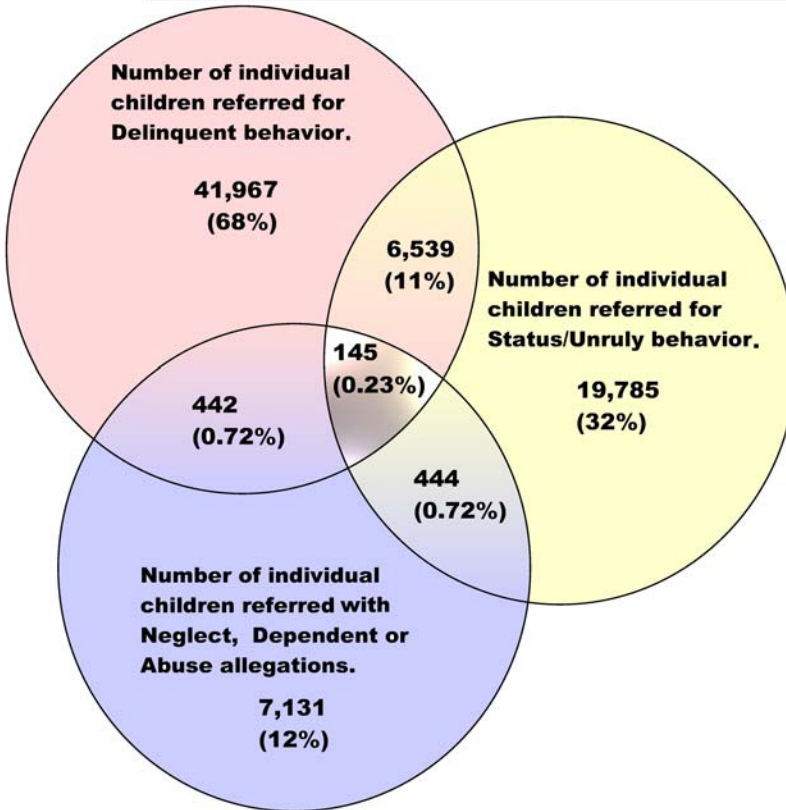 Number of individual
children referred for
Delinquent behavior.
41,967
(68%)
6,539
(11%)
Number of individual
children referred for
Status/Unruly behavior.
19,785
(32%)
145
(0.23%)
442
(0.72%)
444
(0.72%)
Number of individual
children referred with
Neglect, Dependent or
Abuse allegations.
7,131
(12%)